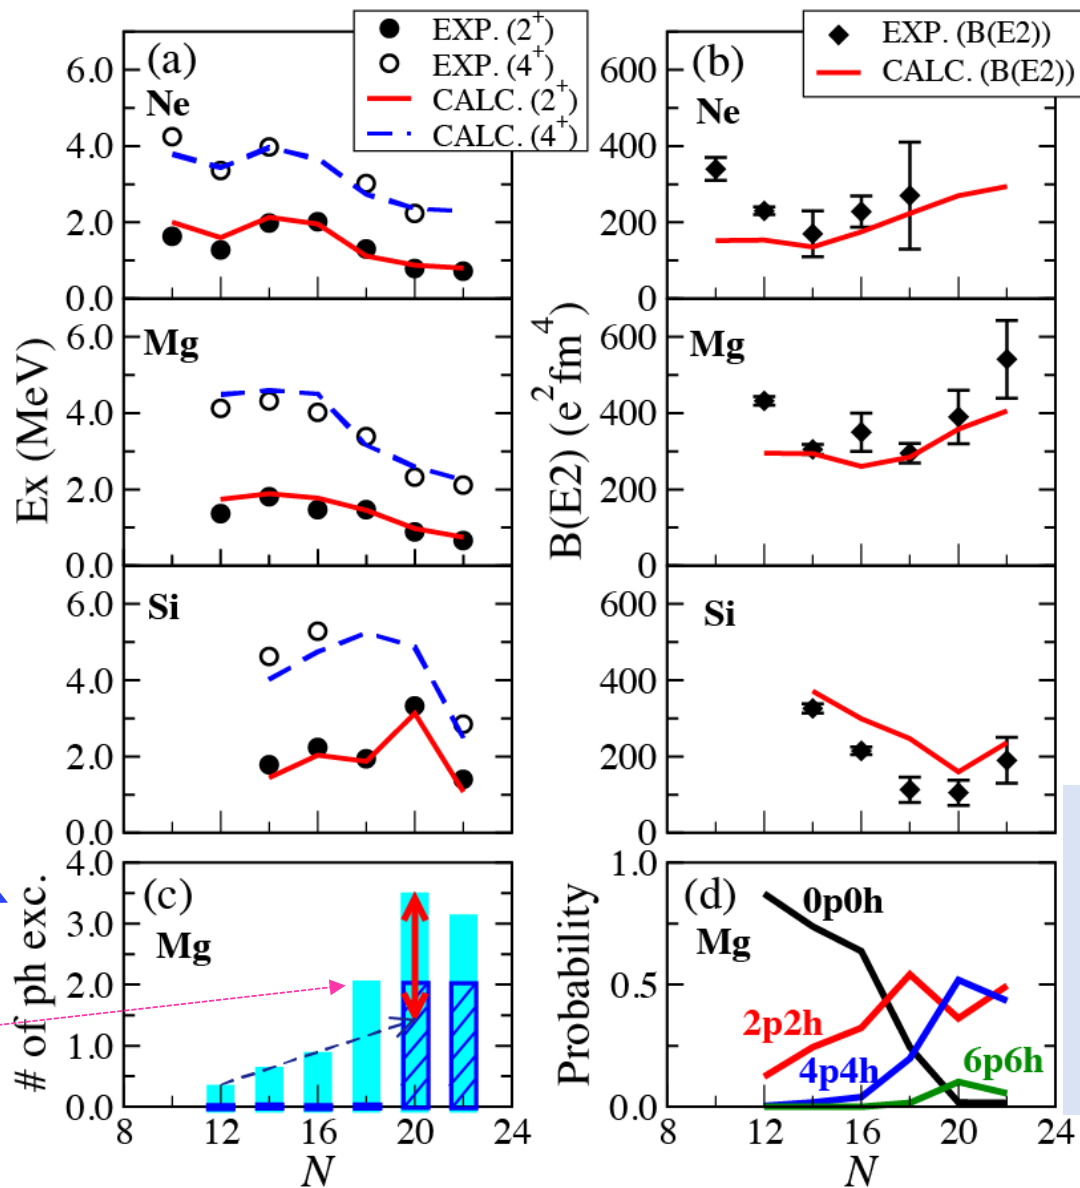 EXP. (2+)
EXP. (4+)
CALC. (2+)
CALC. (4+)
(a)
Ne
6.0
4.0
2.0
0.0
EXP. (B(E2))
CALC. (B(E2))
(b)
Ne
600
400
200
0
Ex (MeV)
Mg
6.0
4.0
2.0
0.0
B(E2) (e2fm4)
Mg
600
400
200
0
Si
6.0
4.0
2.0
0.0
Si
600
400
200
0
# of ph exc.
(c)
Mg
4.0
3.0
2.0
1.0
0.0
8 12 16 20 24
N
Probability
(d)
Mg
0p0h
2p2h
4p4h
6p6h
1.0
0.5
0.0
8 12 16 20 24
N